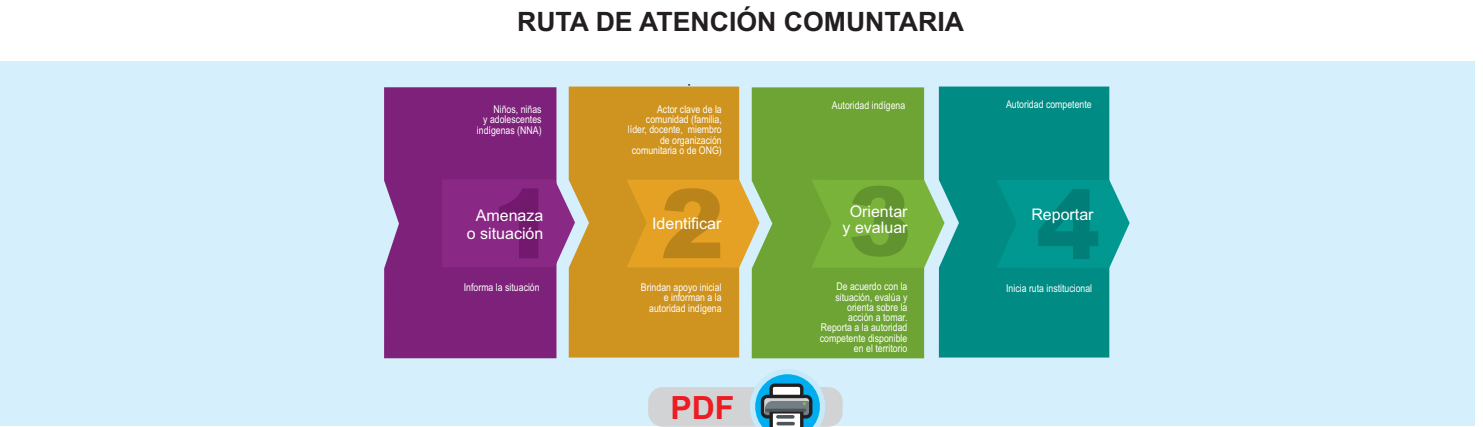 RUTA DE ATENCIÓN COMUNTARIA
Niños, niñas
y adolescentes
indígenas (NNA)
1
Amenaza
o situación
Informa la situación
Actor clave de la
comunidad (familia,
líder, docente, miembro
de organización
comunitaria o de ONG)
2
Identificar
Brindan apoyo inicial
e informan a la
autoridad indígena
Autoridad indígena
3
Orientar
y evaluar
De acuerdo con la
situación, evalúa y
orienta sobre la
acción a tomar.
Reporta a la autoridad
competente disponible
en el territorio
Autoridad competente
4
Reportar
Inicia ruta institucional
PDF